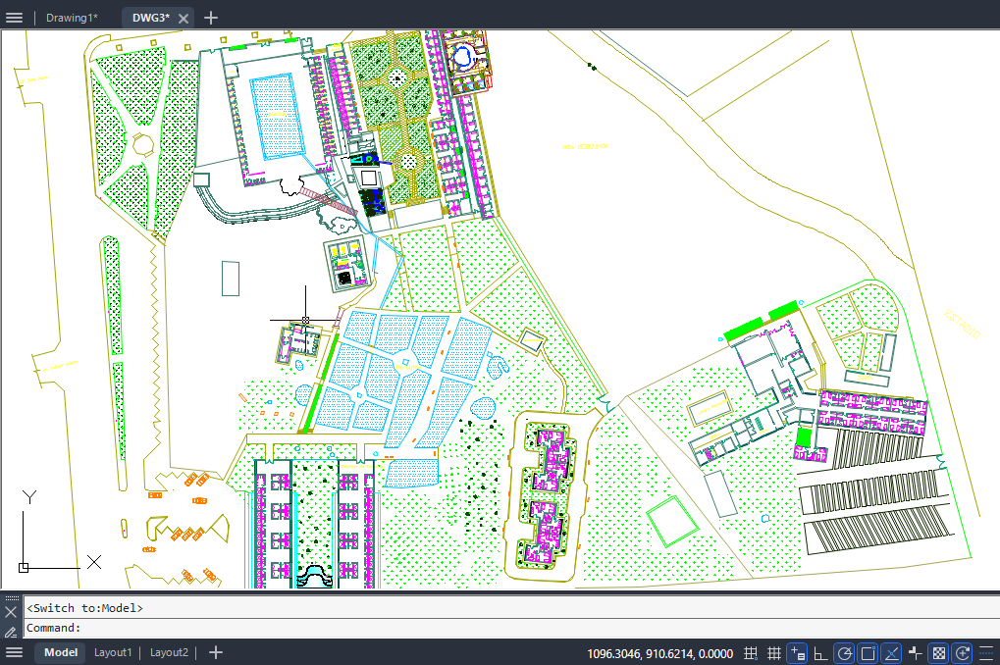 Drawing1*
DWG3*
Y
X
<Switch to:Model>
Command:
Model
Layout1
Layout2
1096.3046, 910.6214, 0.0000